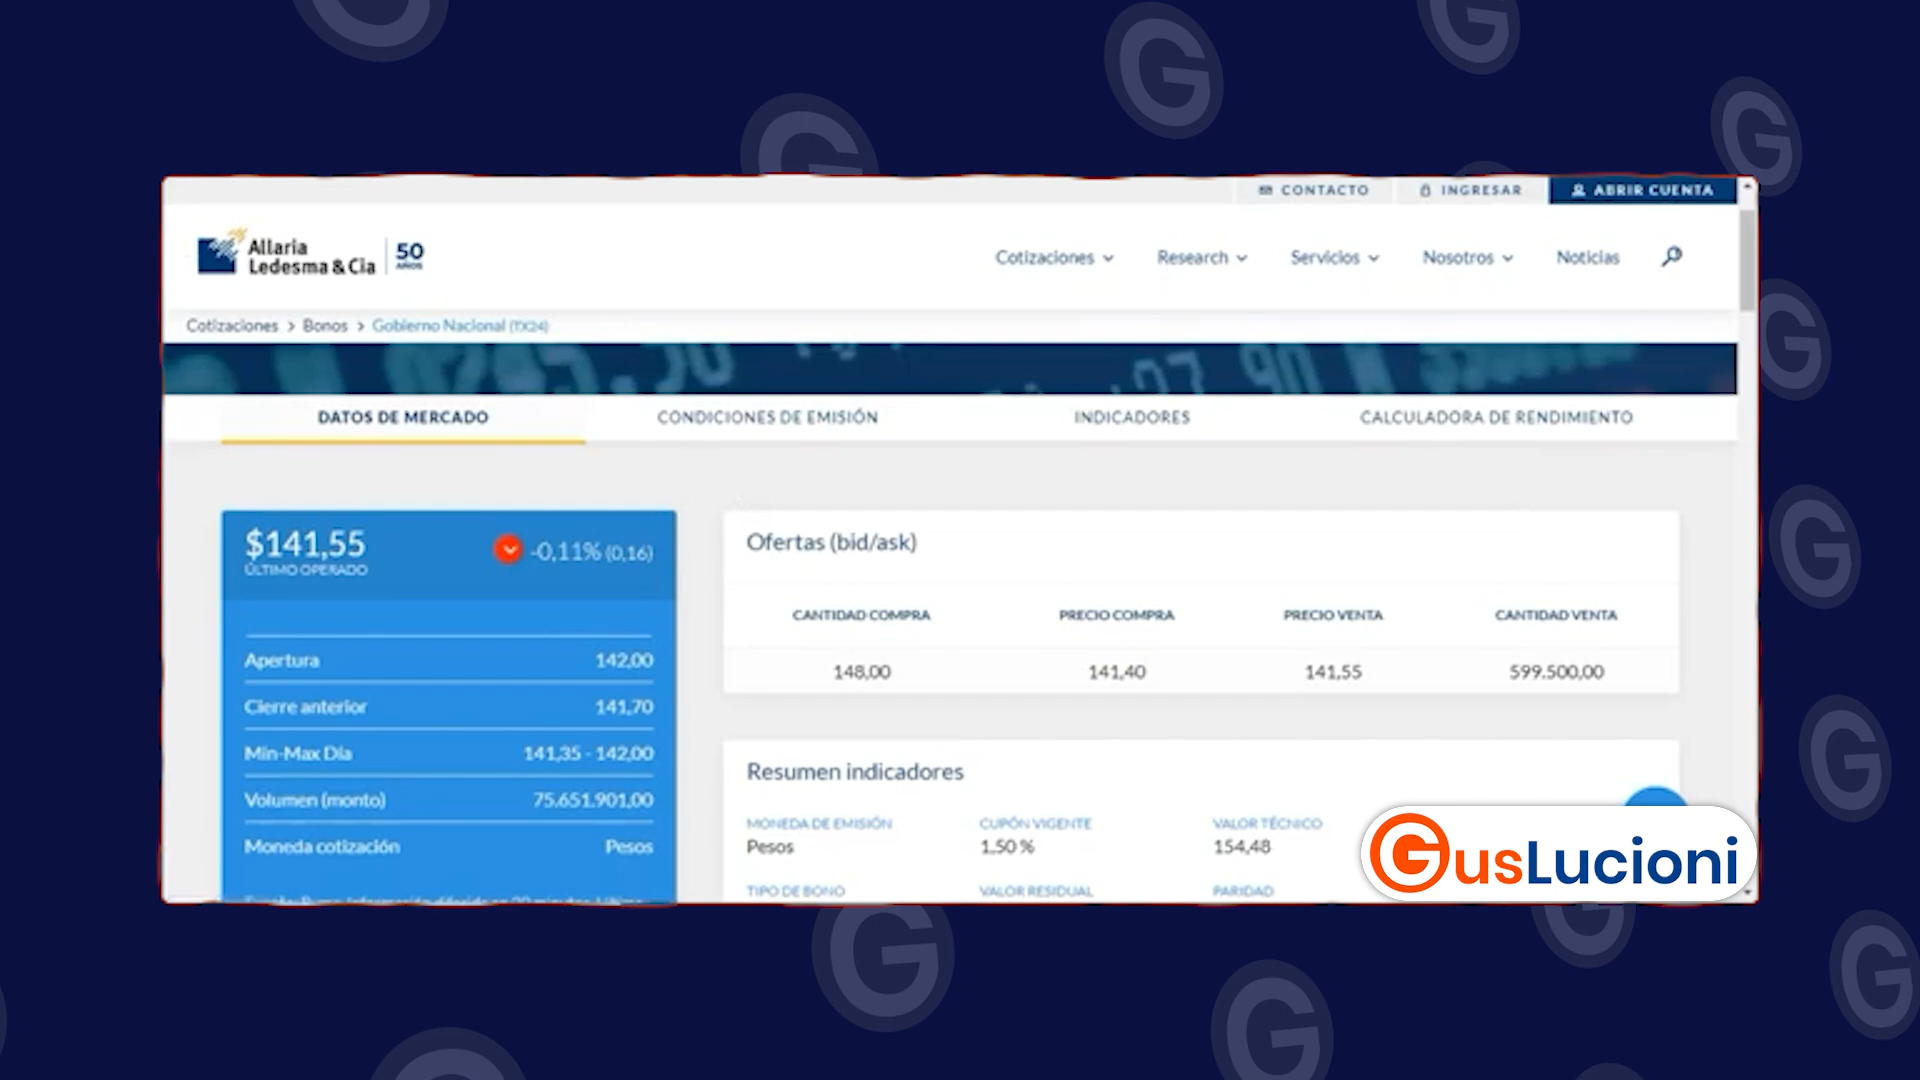 CONTACTO
INGRESAR
ABRIR CUENTA
Allaria
Ledesma & Cia
50
AÑOS
Cotizaciones
Research
Servicios
Nosotros
Noticias
Cotizaciones > Bonos > Gobierno Nacional (TX24)
DATOS DE MERCADO
CONDICIONES DE EMISIÓN
INDICADORES
CALCULADORA DE RENDIMIENTO
$141,55
ÚLTIMO OPERADO
-0,11% (0,16)
Apertura 142,00
Cierre anterior 141,70
Min-Max Día 141,35 - 142,00
Volumen (monto) 75.651.901,00
Moneda cotización Pesos
Ofertas (bid/ask)
CANTIDAD COMPRA PRECIO COMPRA PRECIO VENTA CANTIDAD VENTA
148,00 141,40 141,55 599.500,00
Resumen indicadores
MONEDA DE EMISIÓN CUPÓN VIGENTE VALOR TÉCNICO
Pesos 1,50 % 154,48
TIPO DE BONO VALOR RESIDUAL PARIDAD
GusLucioni